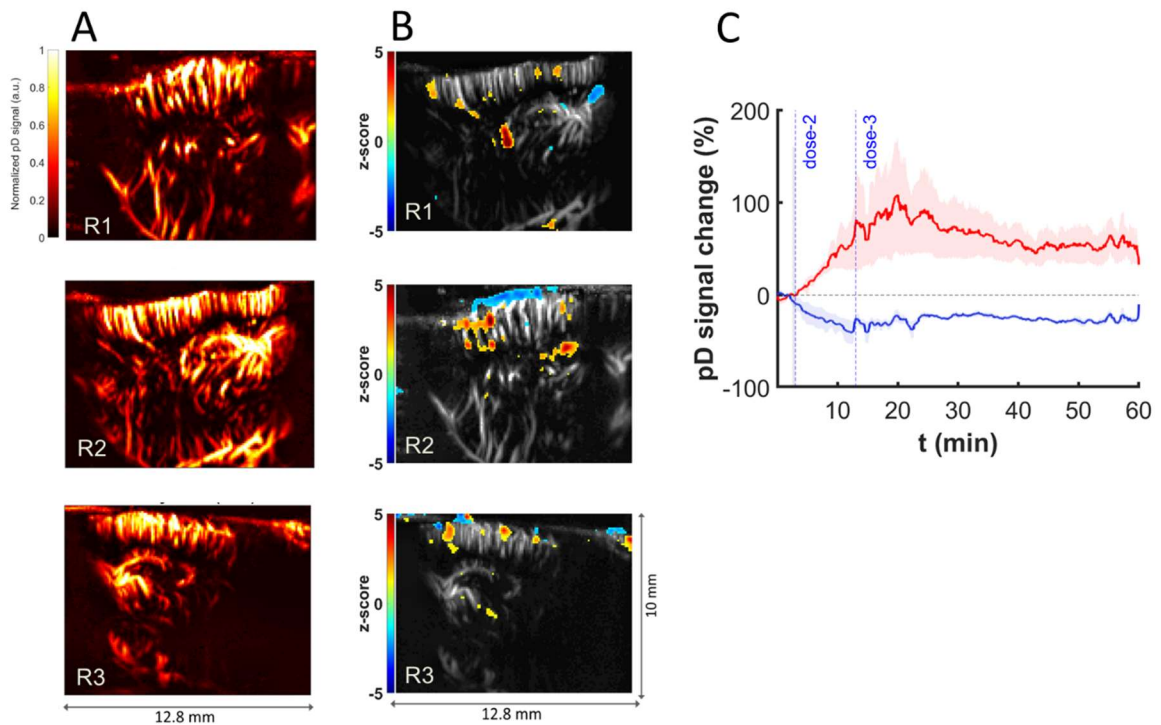 A
B
C
Normalized pD signal (a.u.)
1
0.8
0.6
0.4
0.2
0
R1
5
z-score
0
-5
R1
R2
5
z-score
0
-5
R2
R3
12.8 mm
5
z-score
0
-5
R3
12.8 mm
10 mm
pD signal change (%)
200
100
0
-100
dose-2
dose-3
10
20
30
40
50
60
t (min)